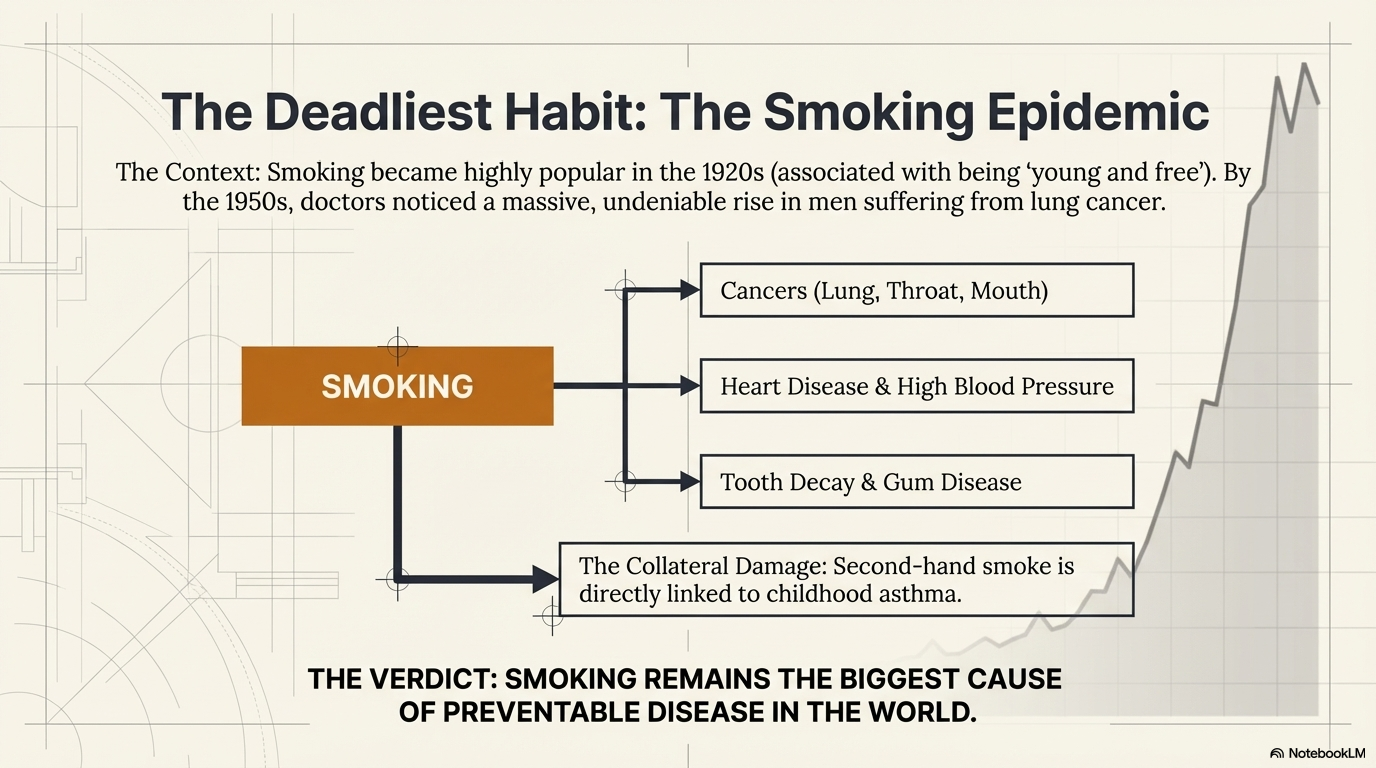 The Deadliest Habit: The Smoking Epidemic
The Context: Smoking became highly popular in the 1920s (associated with being ‘young and free’). By
the 1950s, doctors noticed a massive, undeniable rise in men suffering from lung cancer.
Cancers (Lung, Throat, Mouth)
SMOKING
Heart Disease & High Blood Pressure
Tooth Decay & Gum Disease
The Collateral Damage: Second-hand smoke is
directly linked to childhood asthma.
THE VERDICT: SMOKING REMAINS THE BIGGEST CAUSE
OF PREVENTABLE DISEASE IN THE WORLD.
NotebookLM